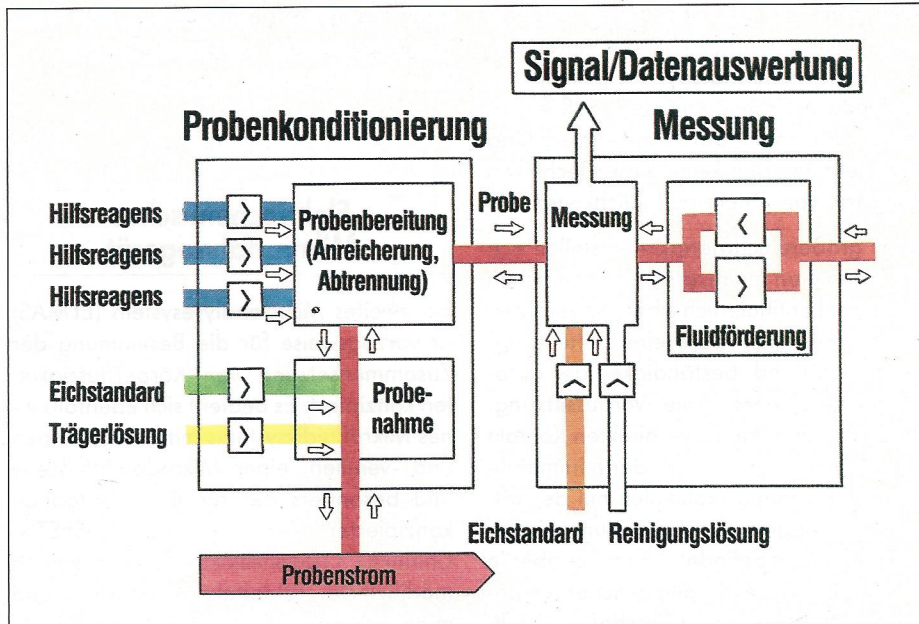 Signal/Datenauswertung
Probenkonditionierung
Messung
Hilfsreagens
Hilfsreagens
Hilfsreagens
Probenbereitung
(Anreicherung,
Abtrennung)
Probe
Messung
Fluidförderung
Eichstandard
Trägerlösung
Probe-
nahme
Eichstandard
Reinigungslösung
Probenstrom